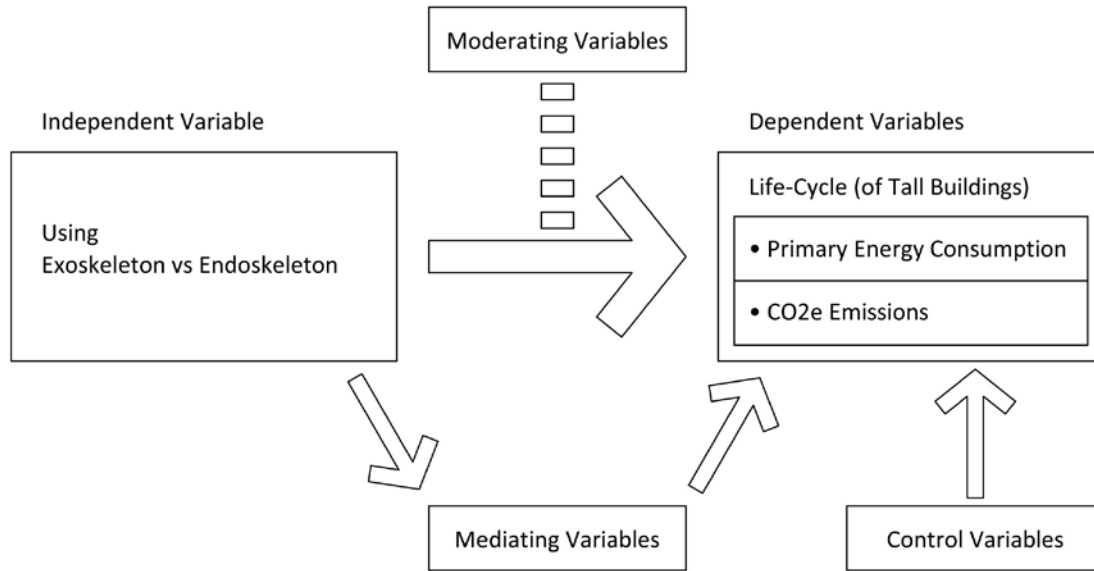 Moderating Variables
Independent Variable
Dependent Variables
Using
Exoskeleton vs Endoskeleton
Life-Cycle (of Tall Buildings)
• Primary Energy Consumption
• CO2e Emissions
Mediating Variables
Control Variables